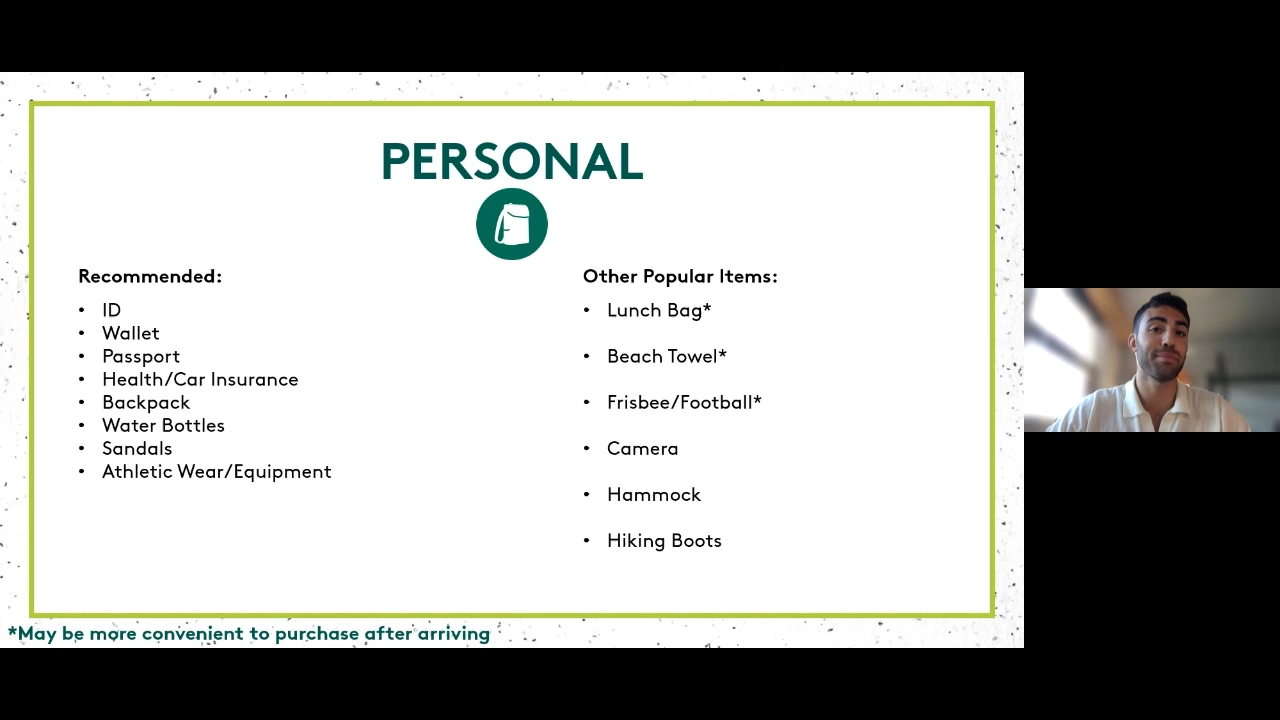 PERSONAL
Recommended:
• ID
• Wallet
• Passport
• Health/Car Insurance
• Backpack
• Water Bottles
• Sandals
• Athletic Wear/Equipment
Other Popular Items:
• Lunch Bag*
• Beach Towel*
• Frisbee/Football*
• Camera
• Hammock
• Hiking Boots
*May be more convenient to purchase after arriving